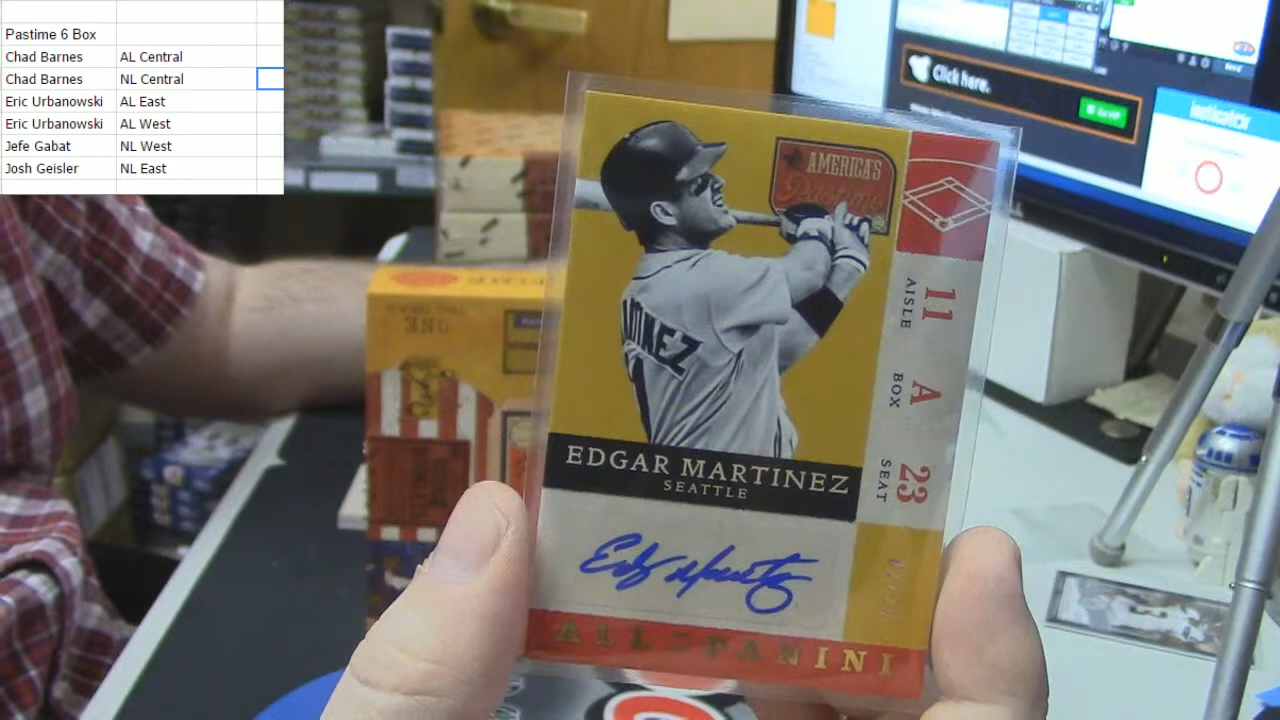 Pastime 6 Box
Chad Barnes AL Central
Chad Barnes NL Central
Eric Urbanowski AL East
Eric Urbanowski AL West
Jefe Gabat NL West
Josh Geisler NL East
Click here.
AMERICA'S
Pastime
11
AISLE
A
BOX
23
SEAT
EDGAR MARTINEZ
SEATTLE
ALL PANINI